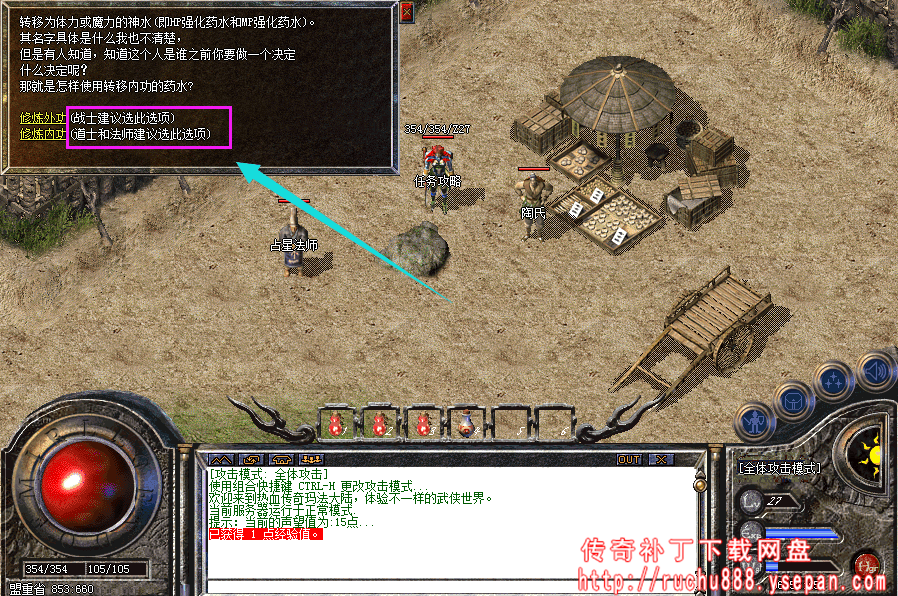 转移为体力或魔力的神水(即HP强化药水和MP强化药水)。
其名字具体是什么我也不清楚,
但是有人知道, 知道这个人是谁之前你要做一个决定
什么决定呢?
那就是怎样使用转移内功的药水?
修炼外功(战士建议选此选项)
修炼内功(道士和法师建议选此选项)
354/354/Z27
任务攻略
陶氏
占星法师
1
2
3
4
5
6
OUT
[攻击模式: 全体攻击]
使用组合快捷键 CTRL-H 更改攻击模式...
欢迎来到热血传奇玛法大陆, 体验不一样的武侠世界。
当前服务器运行于正常模式.
提示: 当前的声望值为:15点...
已获得 1 点经验值。
[全体攻击模式]
Lv 27
Exp
354/354
105/105
盟重省 853:660
传奇补丁下载网盘
http://ruchu888.ysepan.com